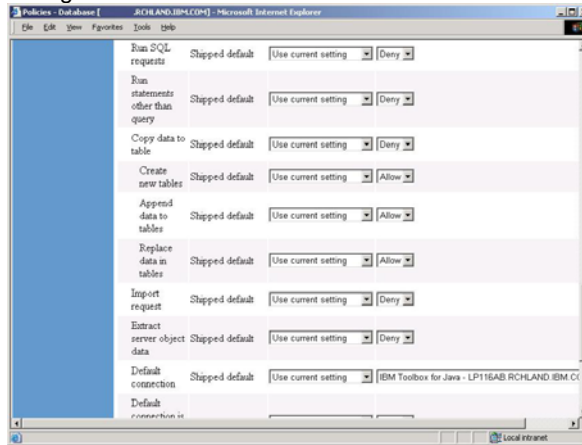 Policies - Database [ .RCHLAND.IBM.COM] - Microsoft Internet Explorer
File Edit View Favorites Tools Help
Run SQL
requests
Shipped default
Use current setting
Deny
Run
statements
other than
query
Shipped default
Use current setting
Deny
Copy data to
table
Shipped default
Use current setting
Deny
Create
new tables
Shipped default
Use current setting
Allow
Append
data to
tables
Shipped default
Use current setting
Allow
Replace
data in
tables
Shipped default
Use current setting
Allow
Import
request
Shipped default
Use current setting
Deny
Extract
server object
data
Shipped default
Use current setting
Deny
Default
connection
Shipped default
Use current setting
IBM Toolbox for Java - LP116AB.RCHLAND.IBM.CO
Default
connection is
Local intranet